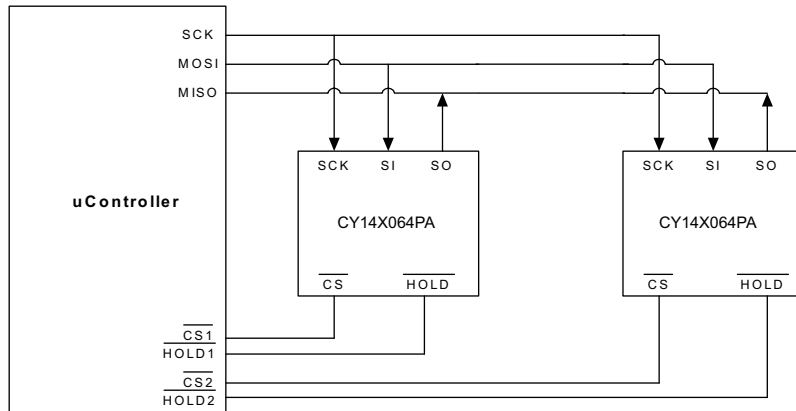 SCK
MOSI
MISO
SCK SI SO
SCK SI SO
uController
CY14X064PA
CY14X064PA
CS HOLD
CS HOLD
CS1
HOLD1
CS2
HOLD2